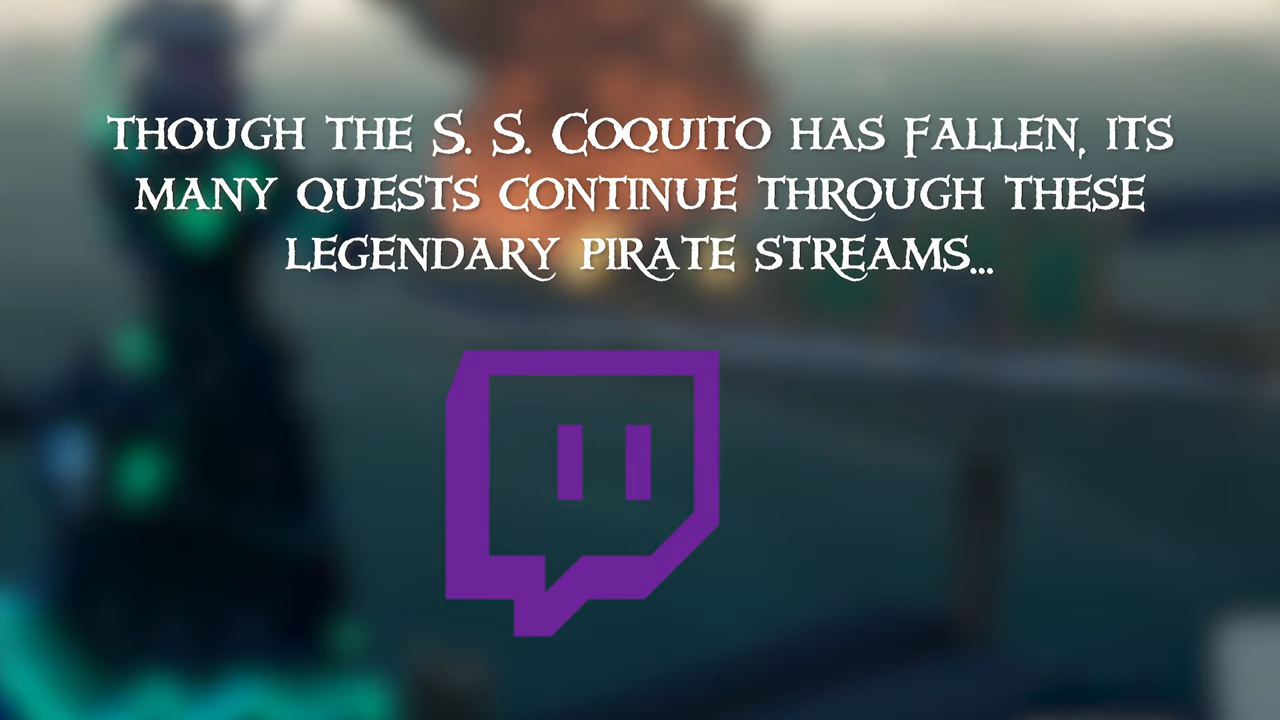 THOUGH THE S. S. COQUITO HAS FALLEN, ITS
MANY QUESTS CONTINUE THROUGH THESE
LEGENDARY PIRATE STREAMS...